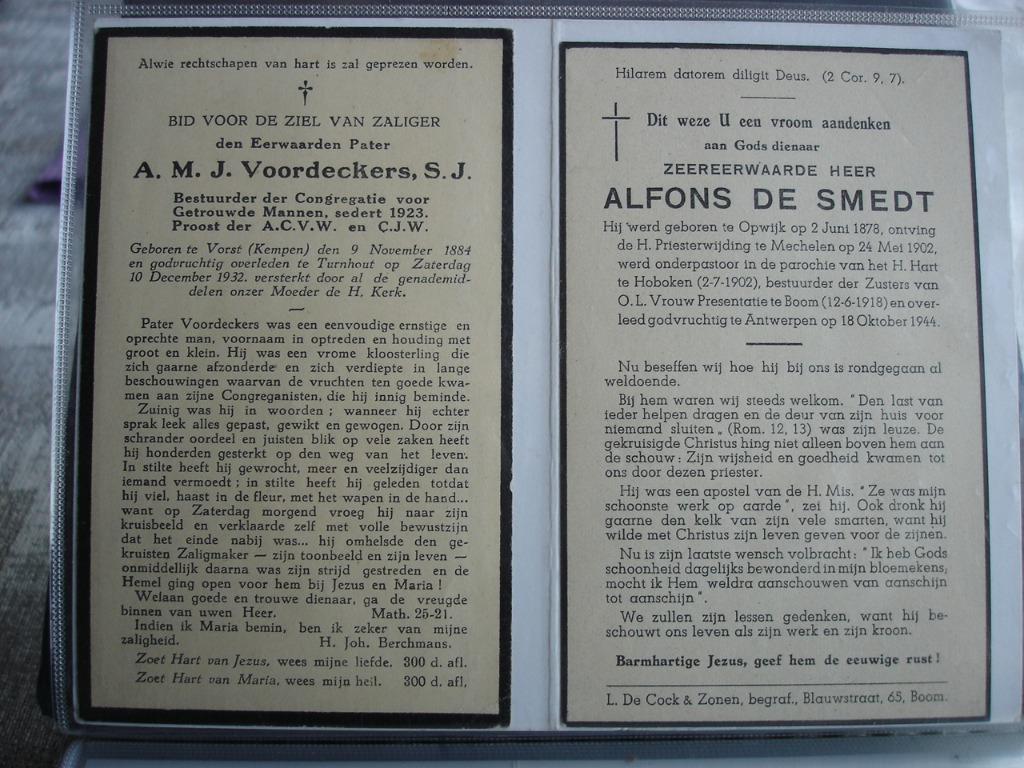 Alwie rechtschapen van hart is zal geprezen worden.
BID VOOR DE ZIEL VAN ZALIGER
den Eerwaarden Pater
A. M. J. Voordeckers, S. J.
Bestuurder der Congregatie voor
Getrouwde Mannen, sedert 1923.
Proost der A.C.V.W. en C.J.W.
Geboren te Vorst (Kempen) den 9 November 1884
en godvruchtig overleden te Turnhout op Zaterdag
10 December 1932. versterkt door al de genademid-
delen onzer Moeder de H. Kerk.
Pater Voordeckers was een eenvoudige ernstige en
oprechte man, voornaam in optreden en houding met
groot en klein. Hij was een vrome kloosterling die
zich gaarne afzonderde en zich verdiepte in lange
beschouwingen waarvan de vruchten ten goede kwa-
men aan zijne Congreganisten, die hij innig beminde.
Zuinig was hij in woorden ; wanneer hij echter
sprak leek alles gepast, gewikt en gewogen. Door zijn
schrander oordeel en juisten blik op vele zaken heeft
hij honderden gesterkt op den weg van het leven.
In stilte heeft hij gewrocht, meer en veelzijdiger dan
iemand vermoedt ; in stilte heeft hij geleden totdat
hij viel, haast in de fleur, met het wapen in de hand...
want op Zaterdag morgend vroeg hij naar zijn
kruisbeeld en verklaarde zelf met volle bewustzijn
dat het einde nabij was... hij omhelsde den ge-
kruisten Zaligmaker — zijn toonbeeld en zijn leven —
onmiddellijk daarna was zijn strijd gestreden en de
Hemel ging open voor hem bij Jezus en Maria !
Welaan goede en trouwe dienaar, ga de vreugde
binnen van uwen Heer. Math. 25-21.
Indien ik Maria bemin, ben ik zeker van mijne
zaligheid. H. Joh. Berchmans.
Zoet Hart van Jezus, wees mijne liefde. 300 d. afl.
Zoet Hart van Maria, wees mijn heil. 300 d. afl,
Hilarem datorem diligit Deus. (2 Cor. 9, 7).
Dit weze U een vroom aandenken
aan Gods dienaar
ZEEREERWAARDE HEER
ALFONS DE SMEDT
Hij werd geboren te Opwijk op 2 Juni 1878, ontving
de H. Priesterwijding te Mechelen op 24 Mei 1902,
werd onderpastoor in de parochie van het H. Hart
te Hoboken (2-7-1902), bestuurder der Zusters van
O. L. Vrouw Presentatie te Boom (12-6-1918) en over-
leed godvruchtig te Antwerpen op 18 Oktober 1944.
Nu beseffen wij hoe hij bij ons is rondgegaan al
weldoende.
Bij hem waren wij steeds welkom. " Den last van
ieder helpen dragen en de deur van zijn huis voor
niemand sluiten „ (Rom. 12, 13) was zijn leuze. De
gekruisigde Christus hing niet alleen boven hem aan
de schouw : Zijn wijsheid en goedheid kwamen tot
ons door dezen priester.
Hij was een apostel van de H. Mis. " Ze was mijn
schoonste werk op aarde ", zei hij. Ook dronk hij
gaarne den kelk van zijn vele smarten, want hij
wilde met Christus zijn leven geven voor de zijnen.
Nu is zijn laatste wensch volbracht : " Ik heb Gods
schoonheid dagelijks bewonderd in mijn bloemekens,
mocht ik Hem weldra aanschouwen van aanschijn
tot aanschijn ".
We zullen zijn lessen gedenken, want hij be-
schouwt ons leven als zijn werk en zijn kroon.
Barmhartige Jezus, geef hem de eeuwige rust !
L. De Cock & Zonen, begraf., Blauwstraat, 65, Boom.